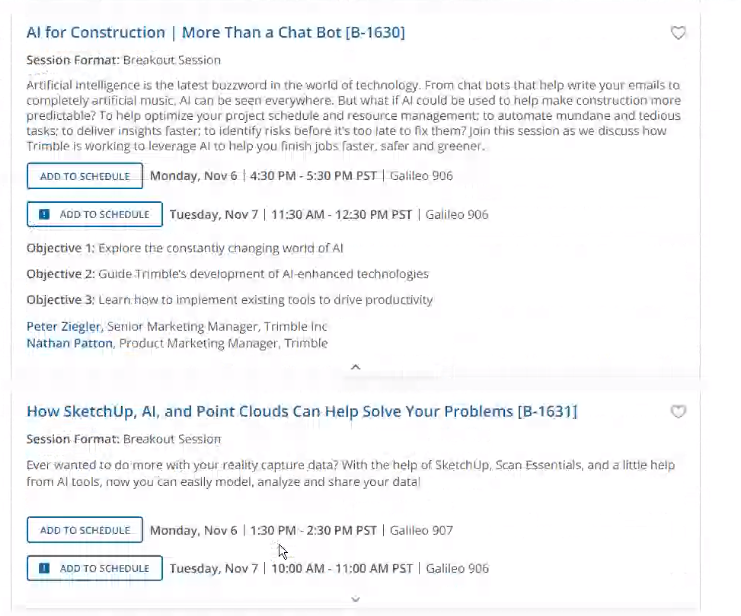 AI for Construction | More Than a Chat Bot [B-1630]
Session Format: Breakout Session
Artificial intelligence is the latest buzzword in the world of technology. From chat bots that help write your emails to
completely artificial music, AI can be seen everywhere. But what if AI could be used to help make construction more
predictable? To help optimize your project schedule and resource management; to automate mundane and tedious
tasks; to deliver insights faster; to identify risks before it's too late to fix them? Join this session as we discuss how
Trimble is working to leverage AI to help you finish jobs faster, safer and greener.
ADD TO SCHEDULE Monday, Nov 6 | 4:30 PM - 5:30 PM PST | Galileo 906
ADD TO SCHEDULE Tuesday, Nov 7 | 11:30 AM - 12:30 PM PST | Galileo 906
Objective 1: Explore the constantly changing world of AI
Objective 2: Guide Trimble's development of AI-enhanced technologies
Objective 3: Learn how to implement existing tools to drive productivity
Peter Ziegler, Senior Marketing Manager, Trimble Inc
Nathan Patton, Product Marketing Manager, Trimble
How SketchUp, AI, and Point Clouds Can Help Solve Your Problems [B-1631]
Session Format: Breakout Session
Ever wanted to do more with your reality capture data? With the help of SketchUp, Scan Essentials, and a little help
from AI tools, now you can easily model, analyze and share your data!
ADD TO SCHEDULE Monday, Nov 6 | 1:30 PM - 2:30 PM PST | Galileo 907
ADD TO SCHEDULE Tuesday, Nov 7 | 10:00 AM - 11:00 AM PST | Galileo 906